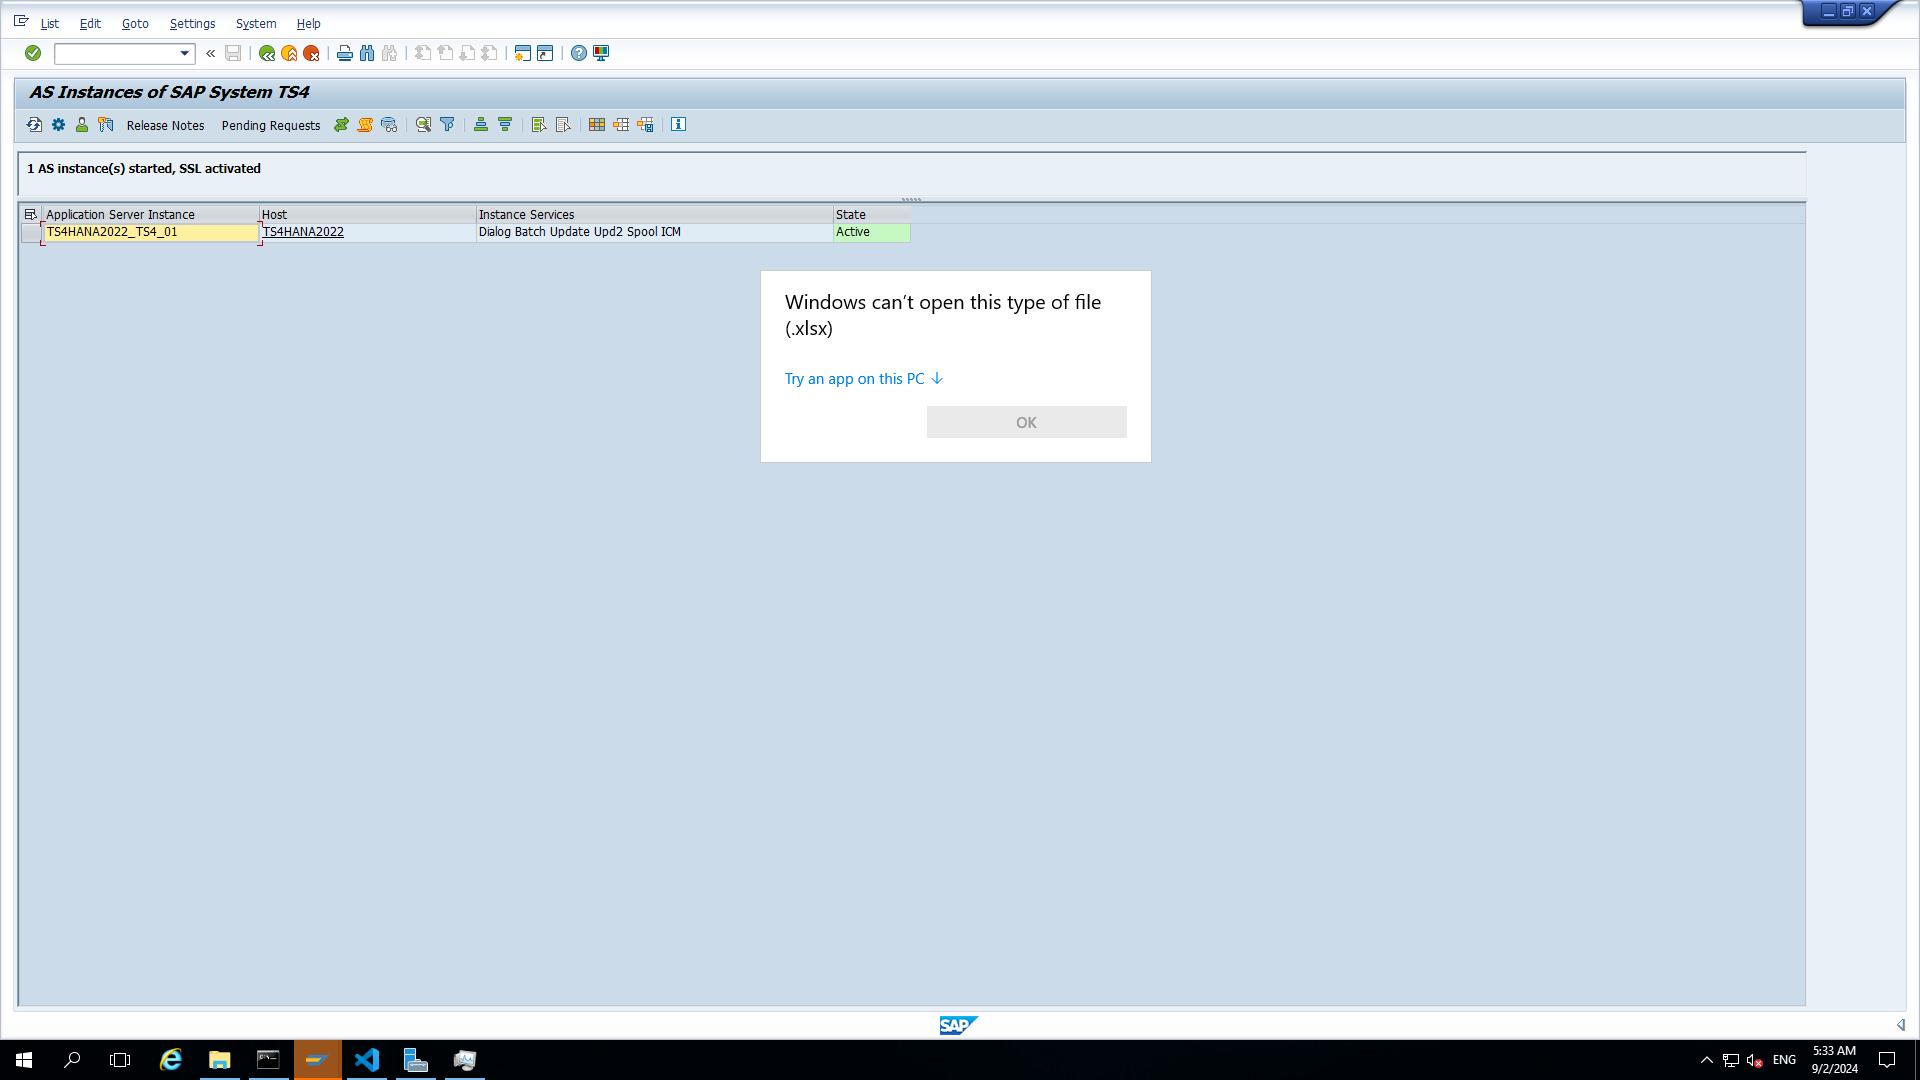 List Edit Goto Settings System Help
AS Instances of SAP System TS4
Release Notes Pending Requests
1 AS instance(s) started, SSL activated
Application Server Instance Host Instance Services State
TS4HANA2022_TS4_01 TS4HANA2022 Dialog Batch Update Upd2 Spool ICM Active
Windows can't open this type of file
(.xlsx)
Try an app on this PC
OK
SAP
ENG
5:33 AM
9/2/2024